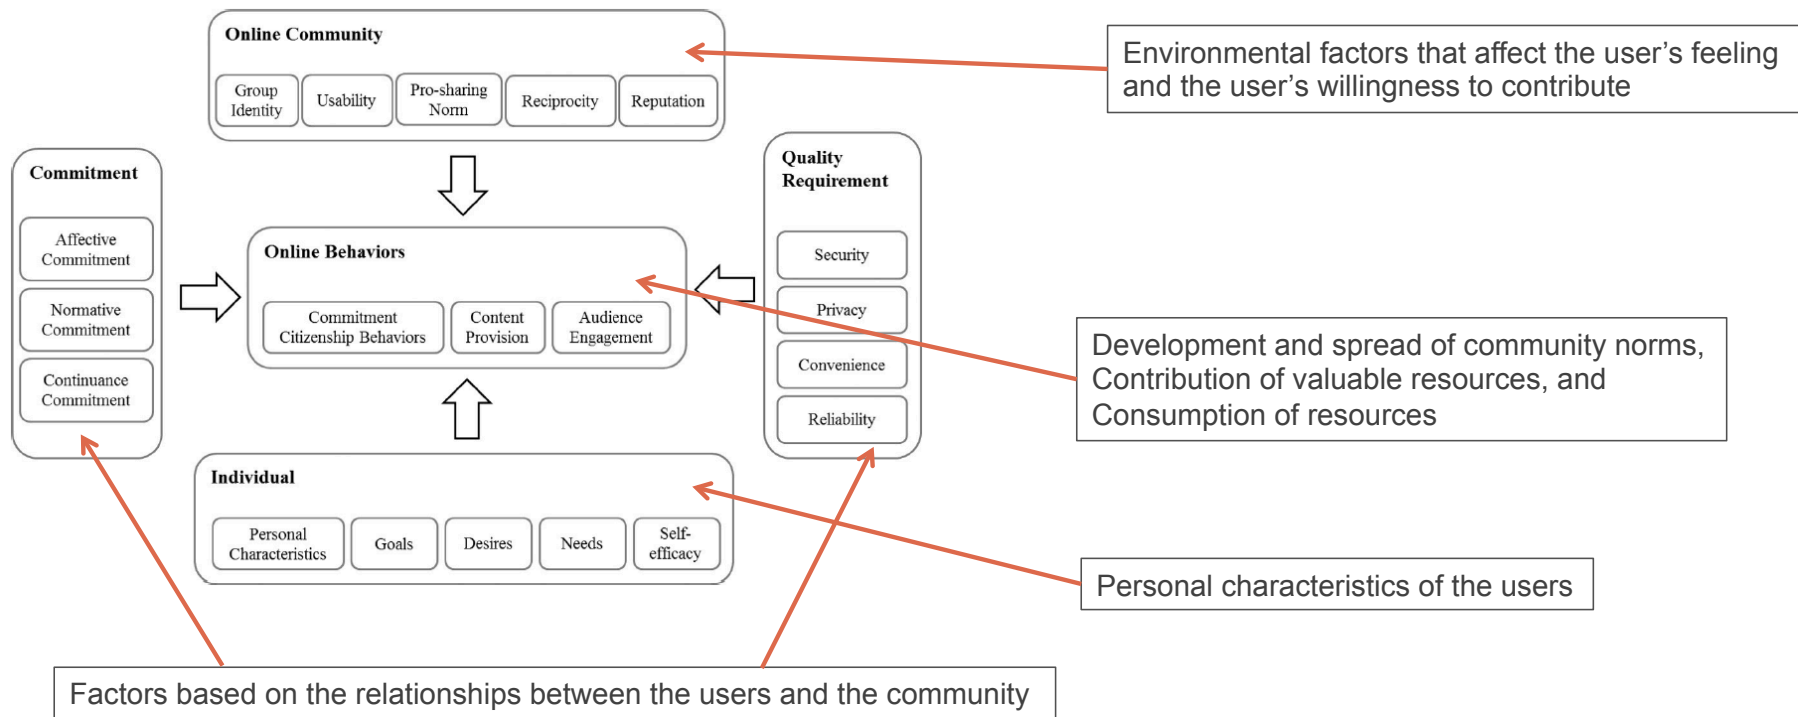 Online Community
Group
Identity
Usability
Pro-sharing
Norm
Reciprocity
Reputation
Environmental factors that affect the user’s feeling
and the user’s willingness to contribute
Commitment
Affective
Commitment
Normative
Commitment
Continuance
Commitment
Online Behaviors
Commitment
Citizenship Behaviors
Content
Provision
Audience
Engagement
Quality
Requirement
Security
Privacy
Convenience
Reliability
Development and spread of community norms,
Contribution of valuable resources, and
Consumption of resources
Individual
Personal
Characteristics
Goals
Desires
Needs
Self-
efficacy
Personal characteristics of the users
Factors based on the relationships between the users and the community